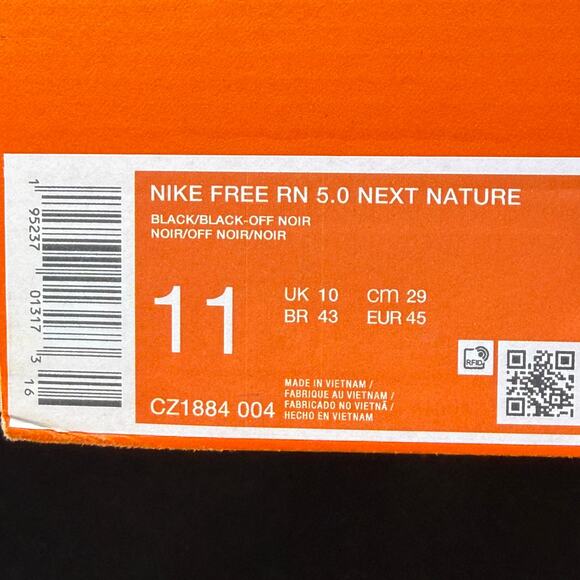 NIKE FREE RN 5.0 NEXT NATURE
BLACK/BLACK-OFF NOIR
NOIR/OFF NOIR/NOIR
11
UK 10 cm 29
BR 43 EUR 45
CZ1884 004
MADE IN VIETNAM /
FABRIQUE AU VIETNAM /
FABRICADO NO VIETNÃ /
HECHO EN VIETNAM
RFID
1 95237 01317 3 16